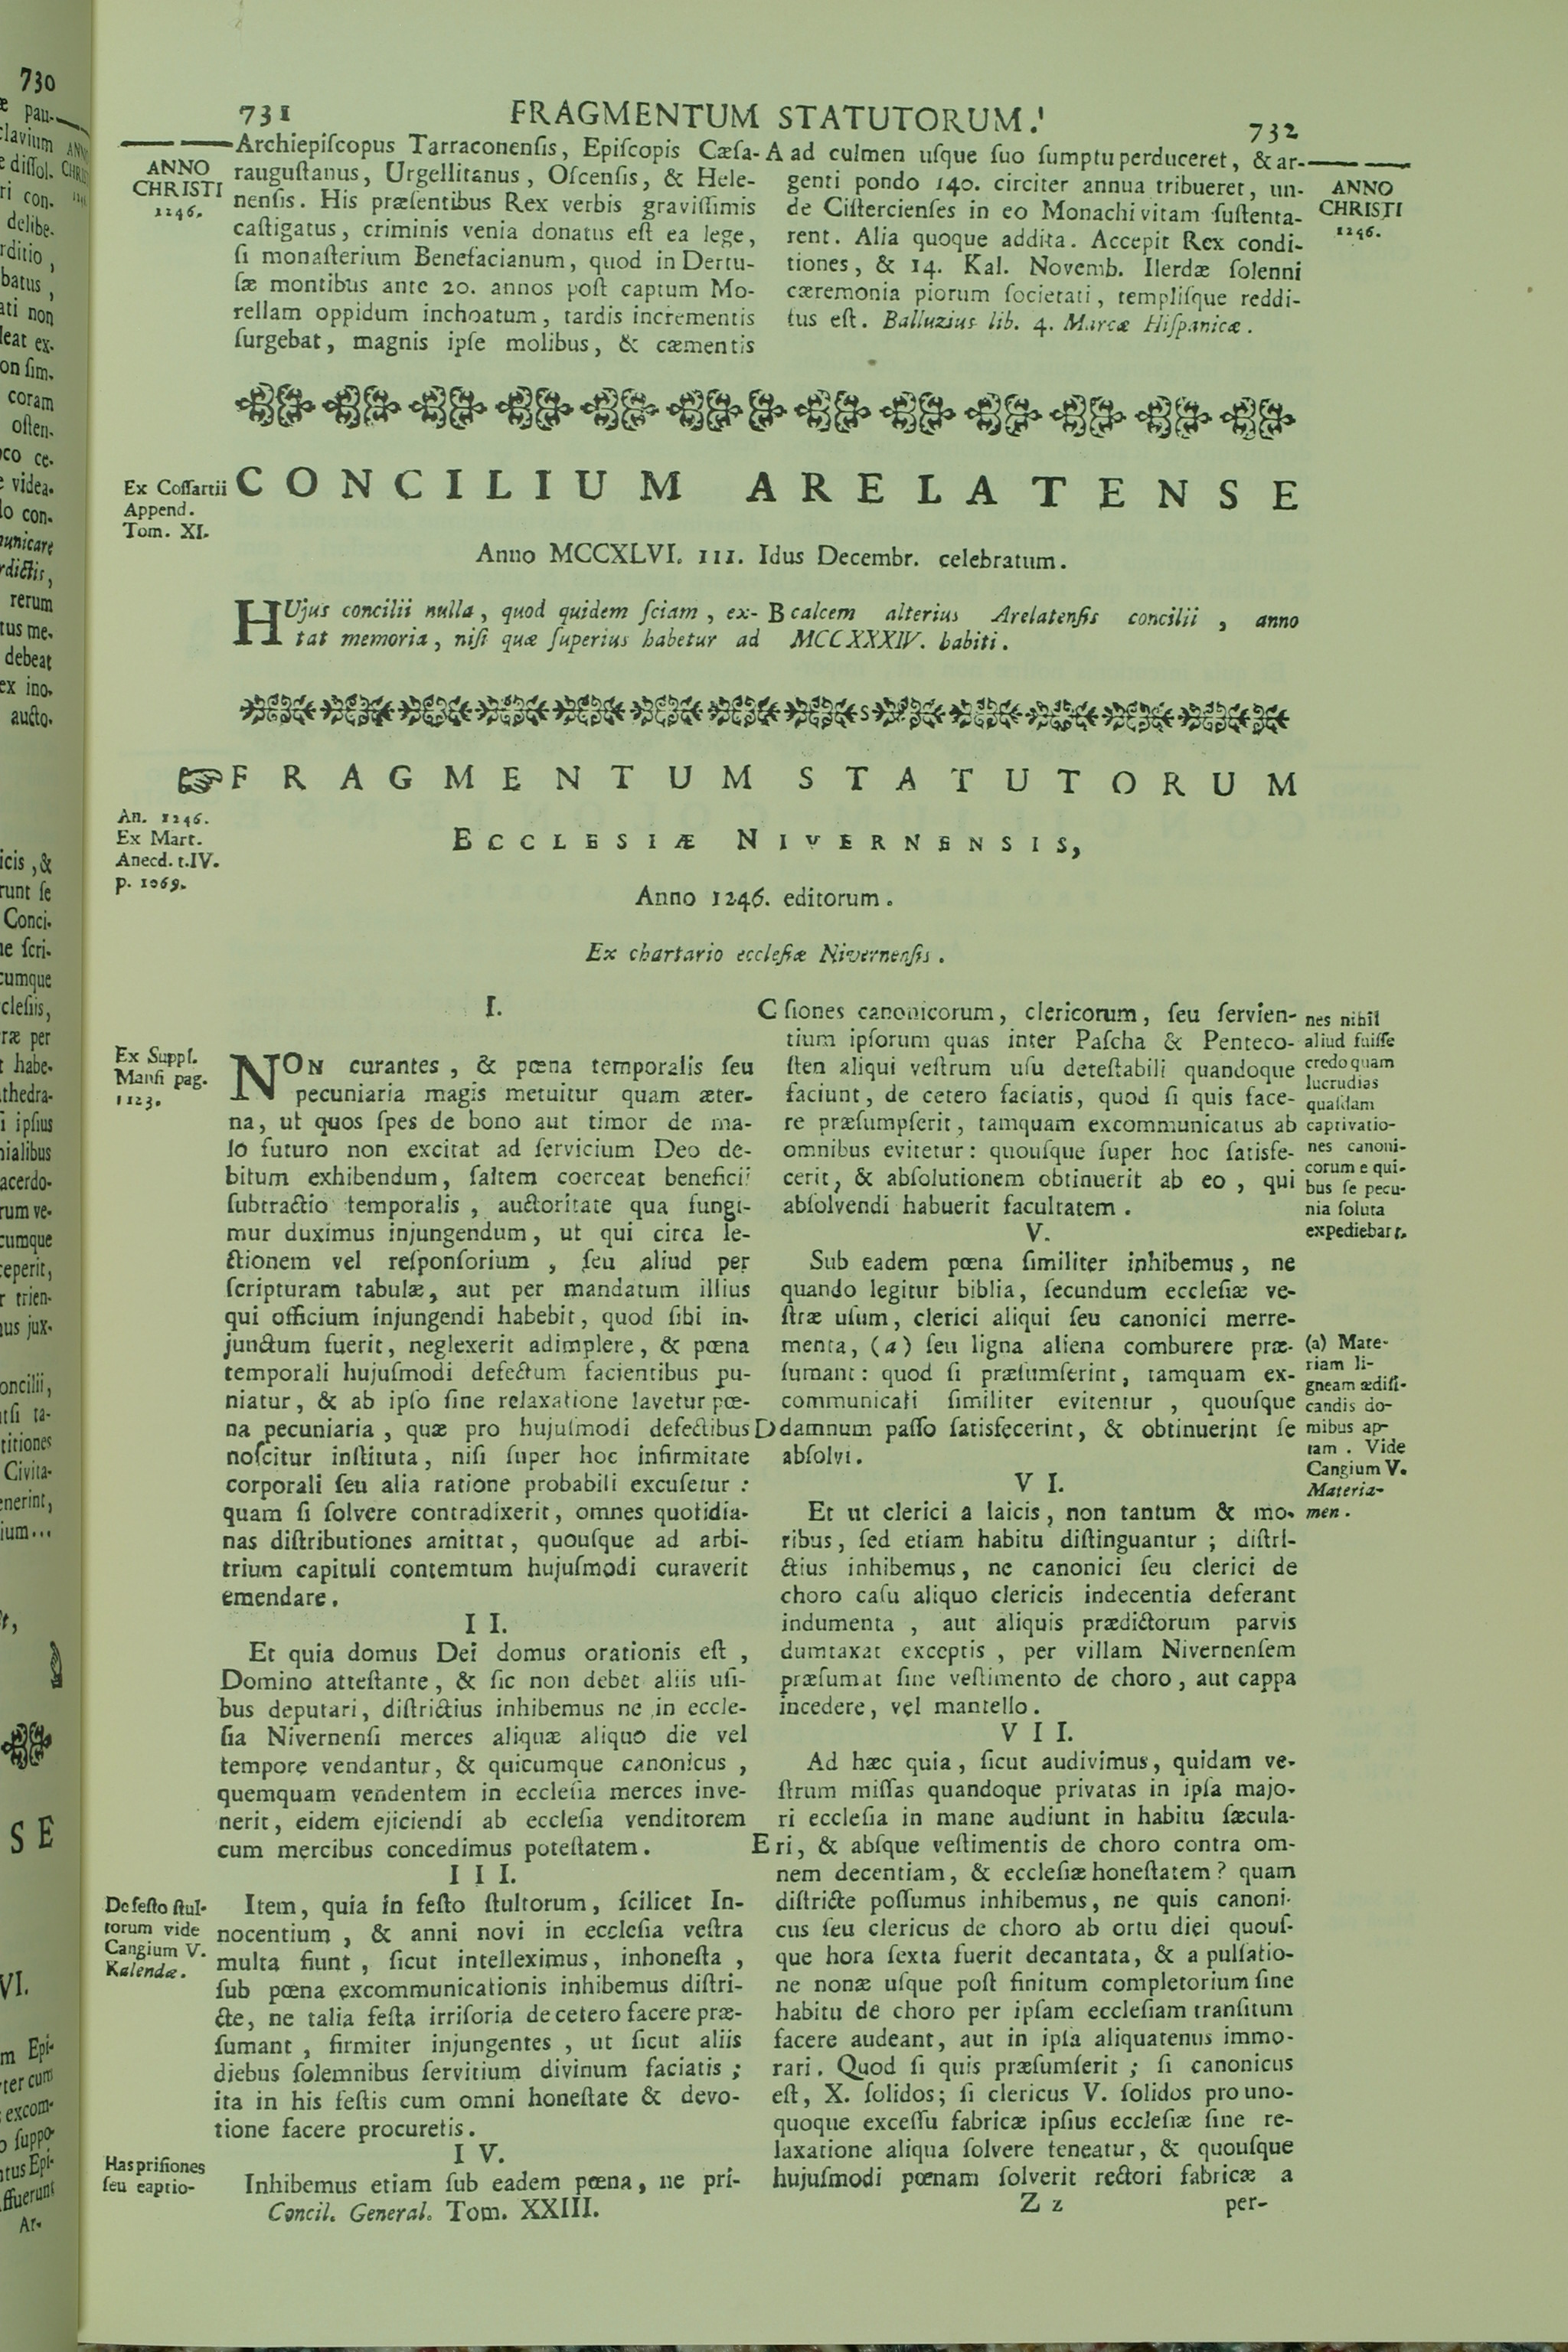 731
FRAGMENTUM STATUTORUM.
732
ANNO
CHRISTI
1246.
Archiepiſcopus Tarraconenſis, Epiſcopis Cæſa-
rauguſtanus, Urgellitanus, Oſcenſis, & Hele-
nenſis. His præſentibus Rex verbis graviſſimis
caſtigatus, criminis venia donatus eſt ea lege,
ſi monaſterium Benefacianum, quod in Dertu-
ſæ montibus ante 20. annos poſt captum Mo-
rellam oppidum inchoatum, tardis incrementis
ſurgebat, magnis ipſe molibus, & cæmentis
A ad culmen uſque ſuo ſumptu perduceret, & ar-
genti pondo 140. circiter annua tribueret, un-
de Ciſtercienſes in eo Monachi vitam ſuſtenta-
rent. Alia quoque addita. Accepit Rex condi-
tiones, & 14. Kal. Novemb. Ilerdæ ſolenni
cæremonia piorum ſocietati, templiſque reddi-
tus eſt. Balluzius lib. 4. Marcæ Hiſpanicæ.
ANNO
CHRISTI
1246.
Ex Coſſartii
Append.
Tom. XI.
CONCILIUM ARELATENSE
Anno MCCXLVI. III. Idus Decembr. celebratum.
HUjus concilii nulla, quod quidem ſciam, ex-
tat memoria, niſi quæ ſuperius habetur ad
B calcem alterius Arelatenſis concilii, anno
MCCXXXIV. habiti.
FRAGMENTUM STATUTORUM
An. 1246.
Ex Mart.
Anecd. t.IV.
p. 1069.
ECCLESIÆ NIVERNENSIS,
Anno 1246. editorum.
Ex chartario eccleſiæ Nivernenſis.
I.
Ex Suppl.
Manſi pag.
1123.
NON curantes, & pœna temporalis ſeu
pecuniaria magis metuitur quam æter-
na, ut quos ſpes de bono aut timor de ma-
lo futuro non excitat ad ſervicium Deo de-
bitum exhibendum, ſaltem coerceat beneficii
ſubtractio temporalis, auctoritate qua fungi-
mur duximus injungendum, ut qui circa le-
ctionem vel reſponſorium, ſeu aliud per
ſcripturam tabulæ, aut per mandatum illius
qui officium injungendi habebit, quod ſibi in-
junctum fuerit, neglexerit adimplere, & pœna
temporali hujuſmodi defectum facientibus pu-
niatur, & ab ipſo ſine relaxatione lavetur pœ-
na pecuniaria, quæ pro hujuſmodi defectibus
noſcitur inſtituta, niſi ſuper hoc infirmitate
corporali ſeu alia ratione probabili excuſetur:
quam ſi ſolvere contradixerit, omnes quotidia-
nas diſtributiones amittat, quouſque ad arbi-
trium capituli contemtum hujuſmodi curaverit
emendare.
II.
Et quia domus Dei domus orationis eſt,
Domino atteſtante, & ſic non debet aliis uſi-
bus deputari, diſtrictius inhibemus ne in eccle-
ſia Nivernenſi merces aliquæ aliquo die vel
tempore vendantur, & quicumque canonicus,
quemquam vendentem in eccleſia merces inve-
nerit, eidem ejiciendi ab eccleſia venditorem
cum mercibus concedimus poteſtatem.
III.
De feſto ſtul-
torum vide
Cangium V.
Kalendæ.
Item, quia in feſto ſtultorum, ſcilicet In-
nocentium, & anni novi in eccleſia veſtra
multa fiunt, ſicut intelleximus, inhoneſta,
ſub pœna excommunicationis inhibemus diſtri-
cte, ne talia feſta irriſoria de cetero facere præ-
ſumant, firmiter injungentes, ut ſicut aliis
diebus ſolemnibus ſervitium divinum faciatis;
ita in his feſtis cum omni honeſtate & devo-
tione facere procuretis.
IV.
Has priſiones
ſeu captio-
Inhibemus etiam ſub eadem pœna, ne pri-
Concil. General. Tom. XXIII.
C ſiones canonicorum, clericorum, ſeu ſervien-
tium ipſorum quas inter Paſcha & Penteco-
ſten aliqui veſtrum uſu deteſtabili quandoque
faciunt, de cetero faciatis, quod ſi quis face-
re præſumpſerit, tamquam excommunicatus ab
omnibus evitetur: quouſque ſuper hoc ſatisfe-
cerit, & abſolutionem obtinuerit ab eo, qui
abſolvendi habuerit facultatem.
nes nihil
aliud fuiſſe
credo quam
lucrudias
quaſdam
captivatio-
nes canoni-
corum e qui-
bus ſe pecu-
nia ſoluta
expediebant.
V.
Sub eadem pœna ſimiliter inhibemus, ne
quando legitur biblia, ſecundum eccleſiæ ve-
ſtræ uſum, clerici aliqui ſeu canonici merre-
menta, (a) ſeu ligna aliena comburere præ-
ſumant: quod ſi præſumſerint, tamquam ex-
communicati ſimiliter evitentur, quouſque
D damnum paſſo ſatisfecerint, & obtinuerint ſe
abſolvi.
(a) Mate-
riam li-
gneam ædifi-
candis do-
mibus ap-
tam. Vide
Cangium V.
Materia-
men.
VI.
Et ut clerici a laicis, non tantum & mo-
ribus, ſed etiam habitu diſtinguantur; diſtri-
ctius inhibemus, ne canonici ſeu clerici de
choro caſu aliquo clericis indecentia deferant
indumenta, aut aliquis prædictorum parvis
dumtaxat exceptis, per villam Nivernenſem
præſumat ſine veſtimento de choro, aut cappa
incedere, vel mantello.
VII.
Ad hæc quia, ſicut audivimus, quidam ve-
ſtrum miſſas quandoque privatas in ipſa majo-
ri eccleſia in mane audiunt in habitu ſæcula-
E ri, & abſque veſtimentis de choro contra om-
nem decentiam, & eccleſiæ honeſtatem? quam
diſtricte poſſumus inhibemus, ne quis canoni-
cus ſeu clericus de choro ab ortu diei quouſ-
que hora ſexta fuerit decantata, & a pulſatio-
ne nonæ uſque poſt finitum completorium ſine
habitu de choro per ipſam eccleſiam tranſitum
facere audeant, aut in ipſa aliquatenus immo-
rari. Quod ſi quis præſumſerit; ſi canonicus
eſt, X. ſolidos; ſi clericus V. ſolidos pro uno-
quoque exceſſu fabricæ ipſius eccleſiæ ſine re-
laxatione aliqua ſolvere teneatur, & quouſque
hujuſmodi pœnam ſolverit rectori fabricæ a
Z z
per-